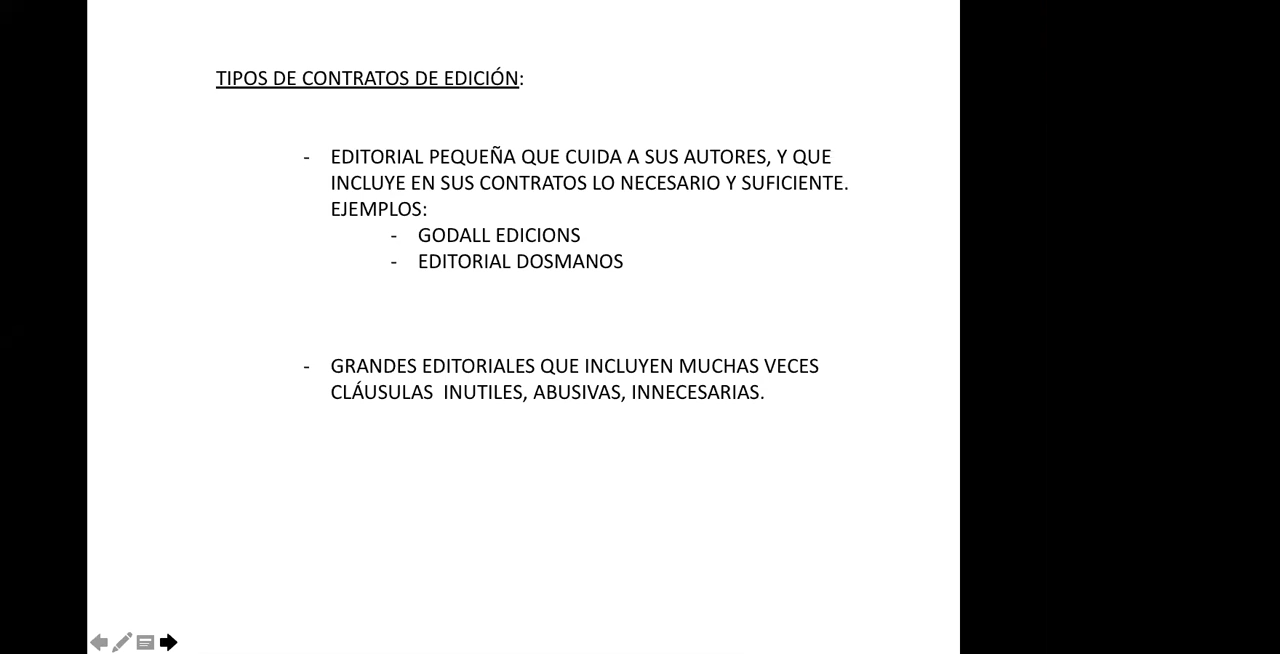 TIPOS DE CONTRATOS DE EDICIÓN:
- EDITORIAL PEQUEÑA QUE CUIDA A SUS AUTORES, Y QUE
INCLUYE EN SUS CONTRATOS LO NECESARIO Y SUFICIENTE.
EJEMPLOS:
- GODALL EDICIONS
- EDITORIAL DOSMANOS
- GRANDES EDITORIALES QUE INCLUYEN MUCHAS VECES
CLÁUSULAS  INUTILES, ABUSIVAS, INNECESARIAS.